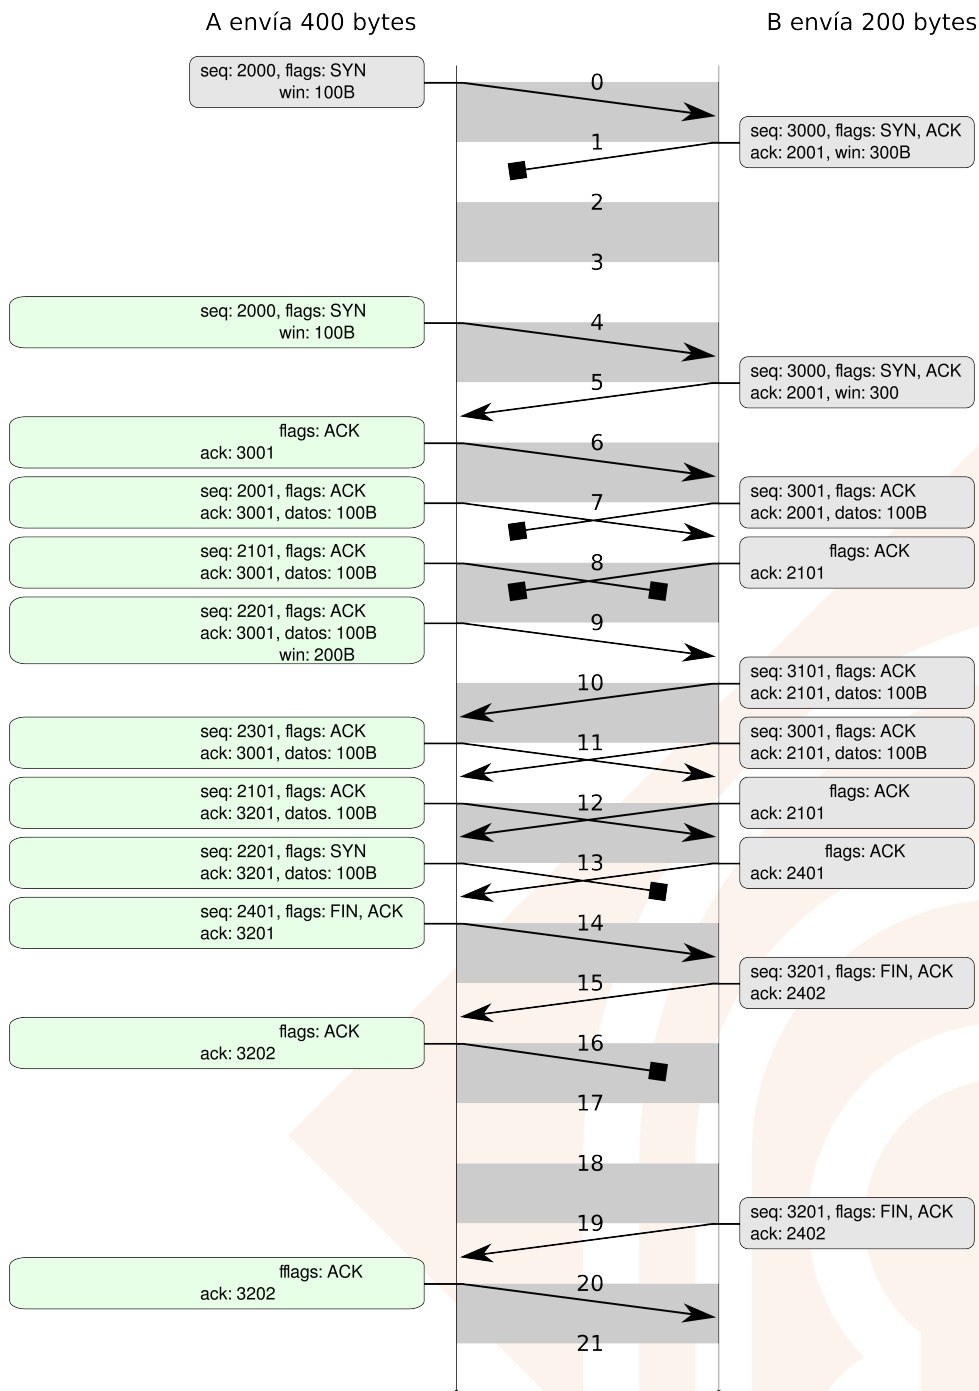 A envía 400 bytes
B envía 200 bytes
seq: 2000, flags: SYN
win: 100B
0
seq: 3000, flags: SYN, ACK
ack: 2001, win: 300B
1
2
3
seq: 2000, flags: SYN
win: 100B
4
seq: 3000, flags: SYN, ACK
ack: 2001, win: 300
5
flags: ACK
ack: 3001
6
seq: 2001, flags: ACK
ack: 3001, datos: 100B
7
seq: 3001, flags: ACK
ack: 2001, datos: 100B
seq: 2101, flags: ACK
ack: 3001, datos: 100B
8
flags: ACK
ack: 2101
seq: 2201, flags: ACK
ack: 3001, datos: 100B
win: 200B
9
10
seq: 3101, flags: ACK
ack: 2101, datos: 100B
seq: 2301, flags: ACK
ack: 3001, datos: 100B
11
seq: 3001, flags: ACK
ack: 2101, datos: 100B
seq: 2101, flags: ACK
ack: 3201, datos. 100B
12
flags: ACK
ack: 2101
seq: 2201, flags: SYN
ack: 3201, datos: 100B
13
flags: ACK
ack: 2401
seq: 2401, flags: FIN, ACK
ack: 3201
14
seq: 3201, flags: FIN, ACK
ack: 2402
15
flags: ACK
ack: 3202
16
17
18
19
seq: 3201, flags: FIN, ACK
ack: 2402
fflags: ACK
ack: 3202
20
21